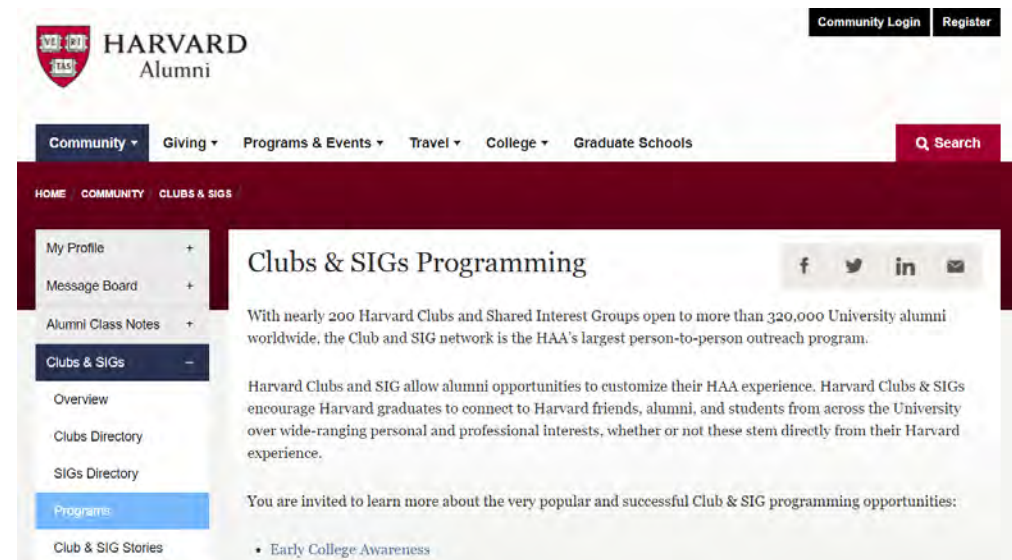 Community Login Register
VE RI TAS
HARVARD
Alumni
Community Giving Programs & Events Travel College Graduate Schools Search
HOME / COMMUNITY / CLUBS & SIGS /
My Profile +
Message Board +
Alumni Class Notes +
Clubs & SIGs –
Overview
Clubs Directory
SIGs Directory
Programs
Club & SIG Stories
Clubs & SIGs Programming
With nearly 200 Harvard Clubs and Shared Interest Groups open to more than 320,000 University alumni
worldwide, the Club and SIG network is the HAA's largest person-to-person outreach program.
Harvard Clubs and SIG allow alumni opportunities to customize their HAA experience. Harvard Clubs & SIGs
encourage Harvard graduates to connect to Harvard friends, alumni, and students from across the University
over wide-ranging personal and professional interests, whether or not these stem directly from their Harvard
experience.
You are invited to learn more about the very popular and successful Club & SIG programming opportunities:
• Early College Awareness